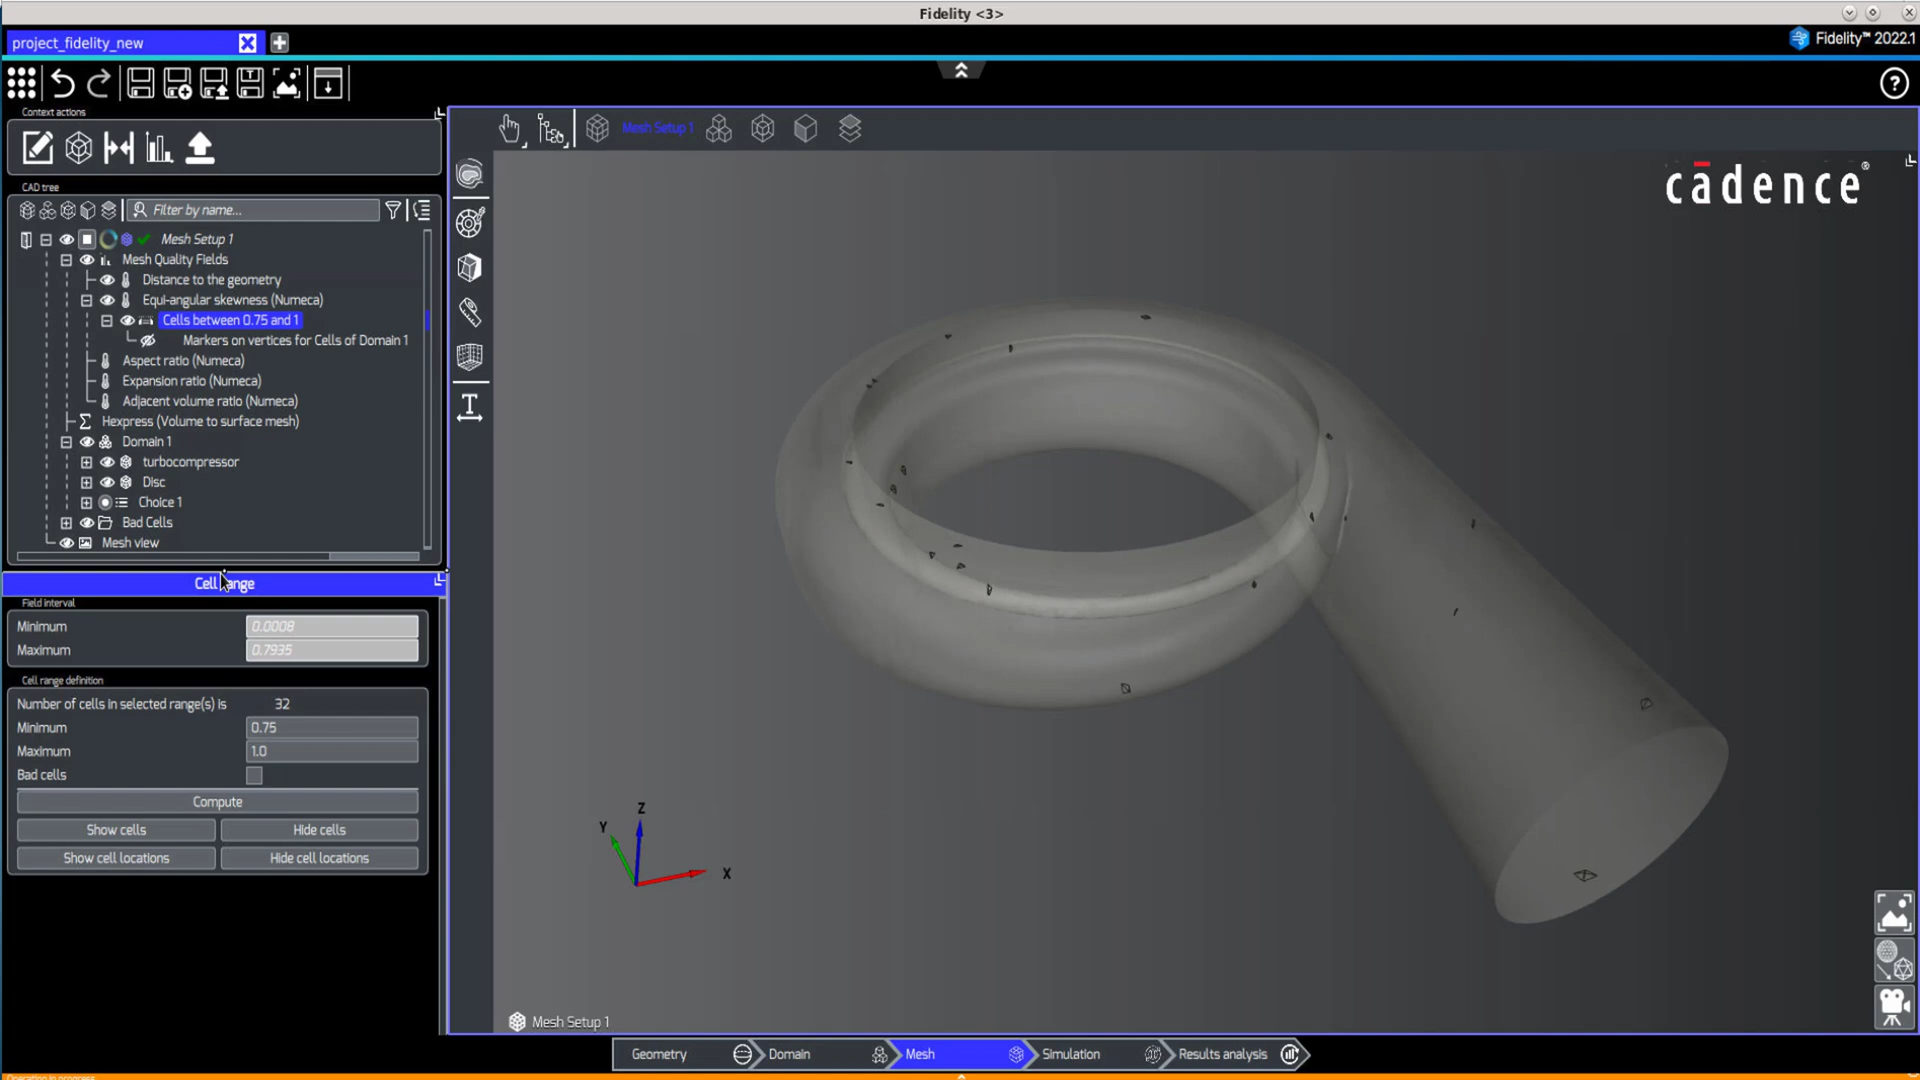 Fidelity <3>
project_fidelity_new
Fidelity™ 2022.1
Context actions
Mesh Setup 1
cādence®
CAD tree
Filter by name...
Mesh Setup 1
Mesh Quality Fields
Distance to the geometry
Equi-angular skewness (Numeca)
Cells between 0.75 and 1
Markers on vertices for Cells of Domain 1
Aspect ratio (Numeca)
Expansion ratio (Numeca)
Adjacent volume ratio (Numeca)
Hexpress (Volume to surface mesh)
Domain 1
turbocompressor
Disc
Choice 1
Bad Cells
Mesh view
Cell range
Field interval
Minimum 0.0008
Maximum 0.7935
Cell range definition
Number of cells in selected range(s) is 32
Minimum 0.75
Maximum 1.0
Bad cells
Compute
Show cells Hide cells
Show cell locations Hide cell locations
Z
Y
X
Mesh Setup 1
Geometry Domain Mesh Simulation Results analysis
Operation in progress